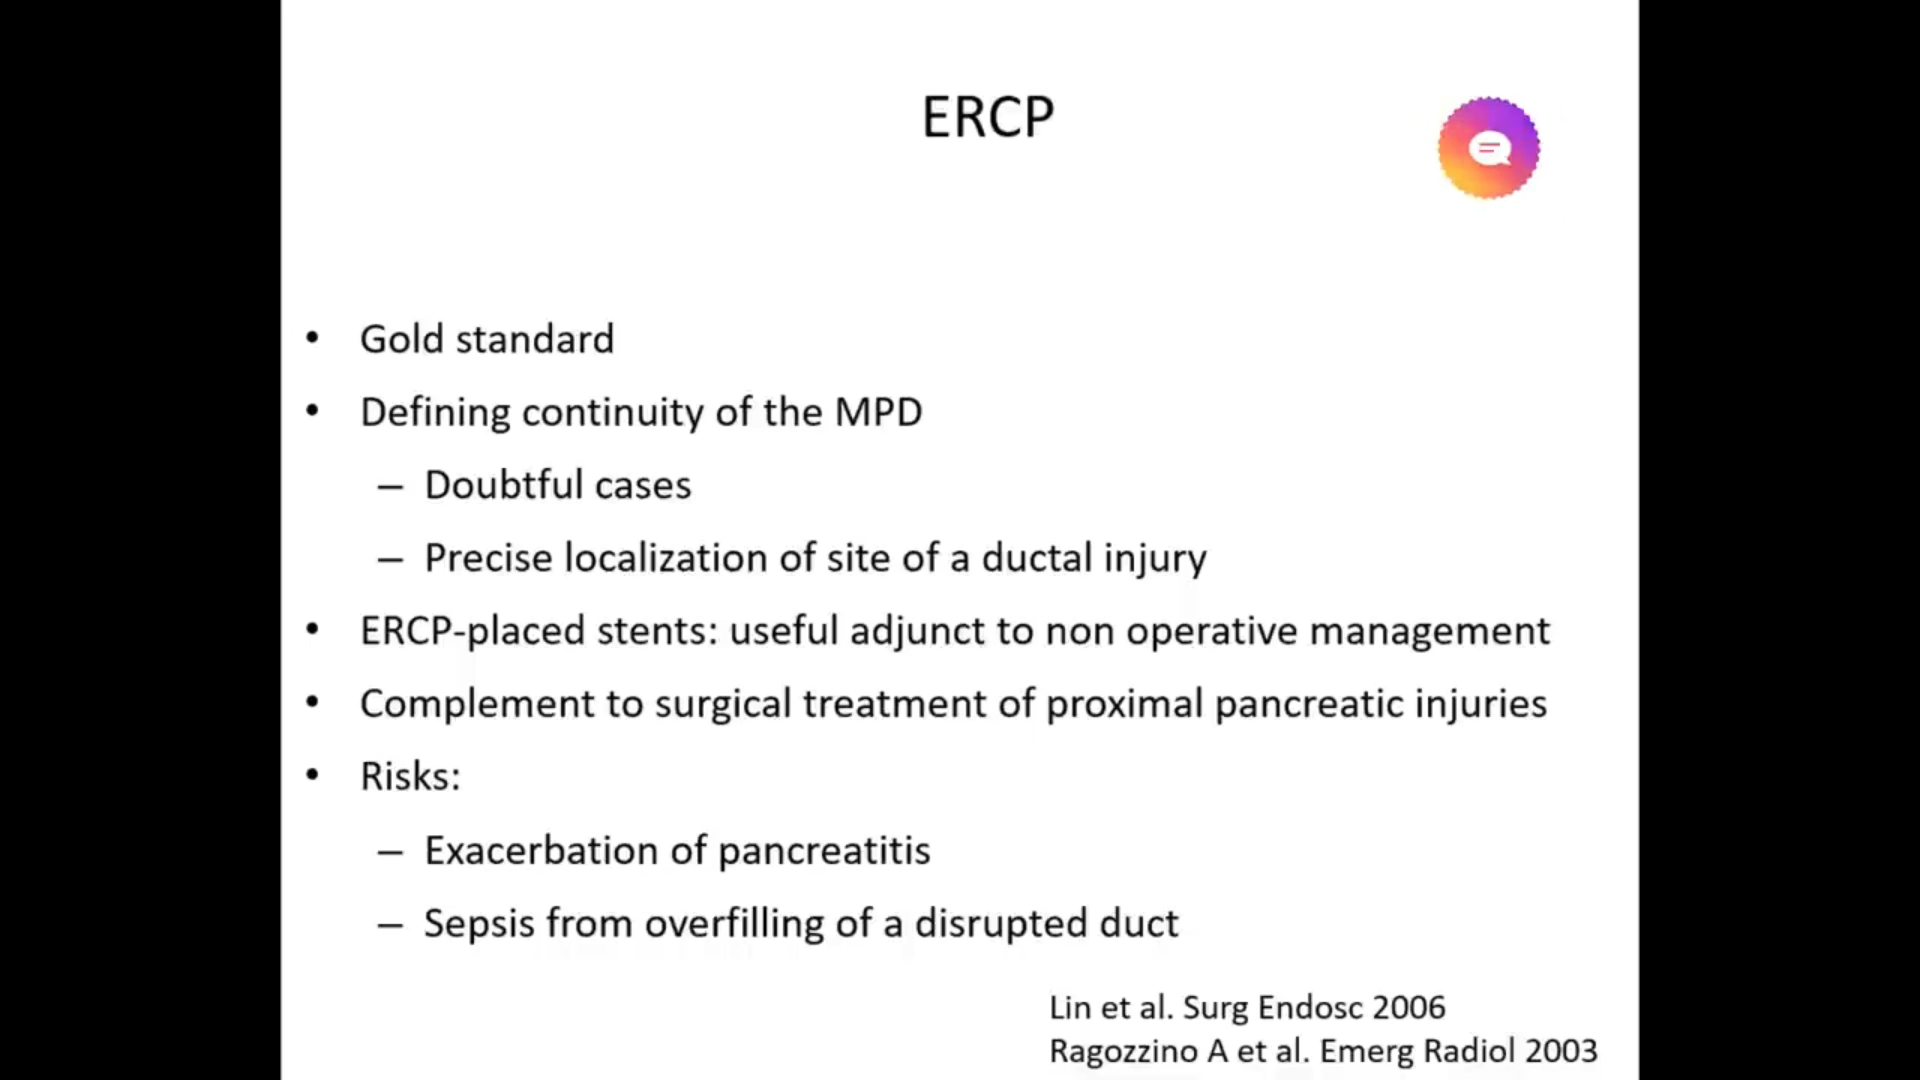 ERCP
• Gold standard
• Defining continuity of the MPD
– Doubtful cases
– Precise localization of site of a ductal injury
• ERCP-placed stents: useful adjunct to non operative management
• Complement to surgical treatment of proximal pancreatic injuries
• Risks:
– Exacerbation of pancreatitis
– Sepsis from overfilling of a disrupted duct
Lin et al. Surg Endosc 2006
Ragozzino A et al. Emerg Radiol 2003